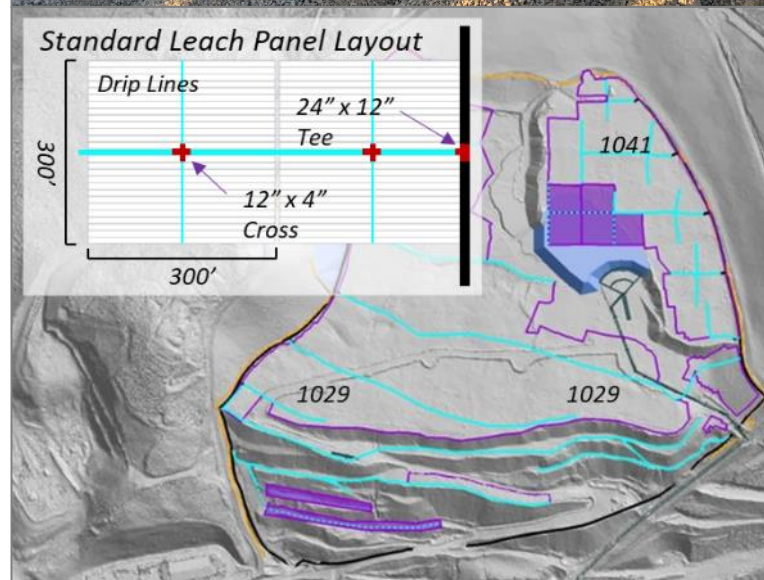 Standard Leach Panel Layout
Drip Lines
24” x 12”
Tee
300’
12” x 4”
Cross
300’
1041
1029
1029